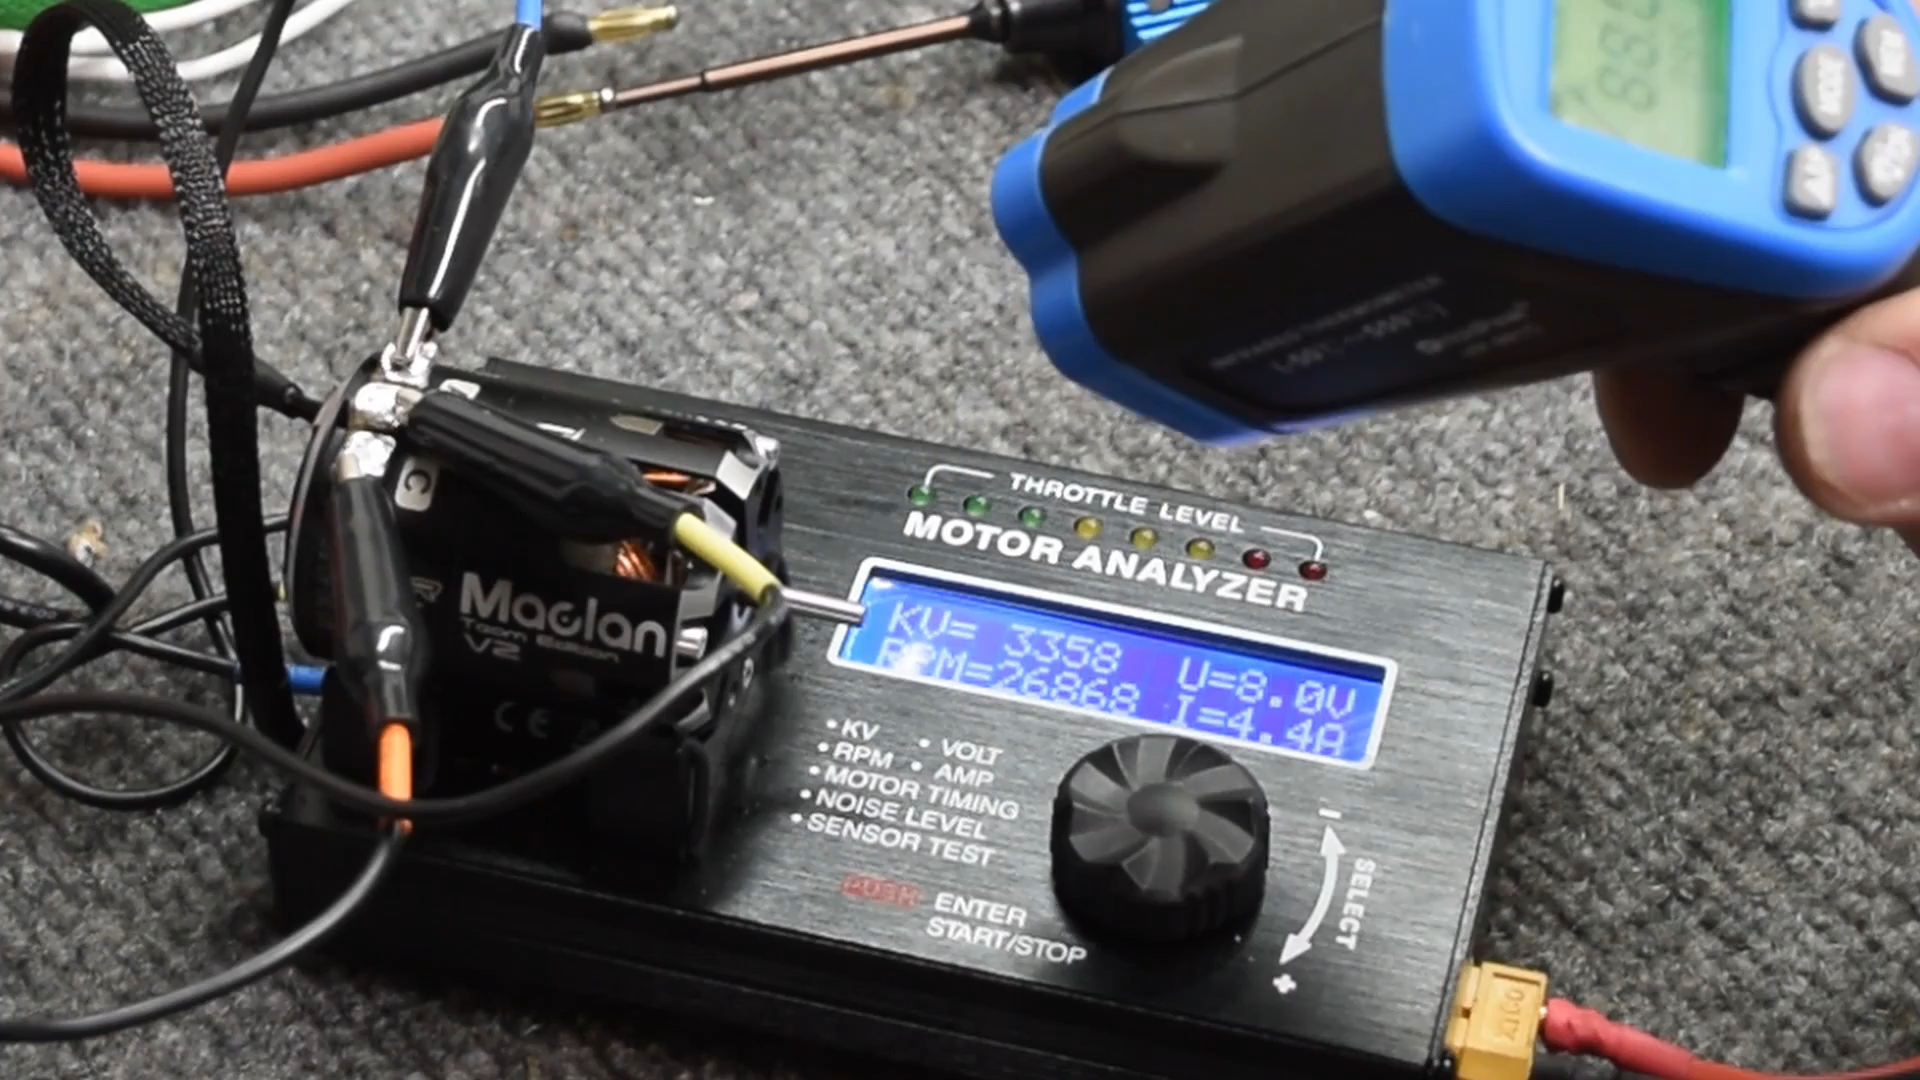 THROTTLE LEVEL
MOTOR ANALYZER
KV= 3358 U=8.0V
RPM=26868 I=4.4A
• KV • VOLT
• RPM • AMP
• MOTOR TIMING
• NOISE LEVEL
• SENSOR TEST
PUSH ENTER
START/STOP
SELECT
−
+
C
Maclan
Team Edition
V2
CE